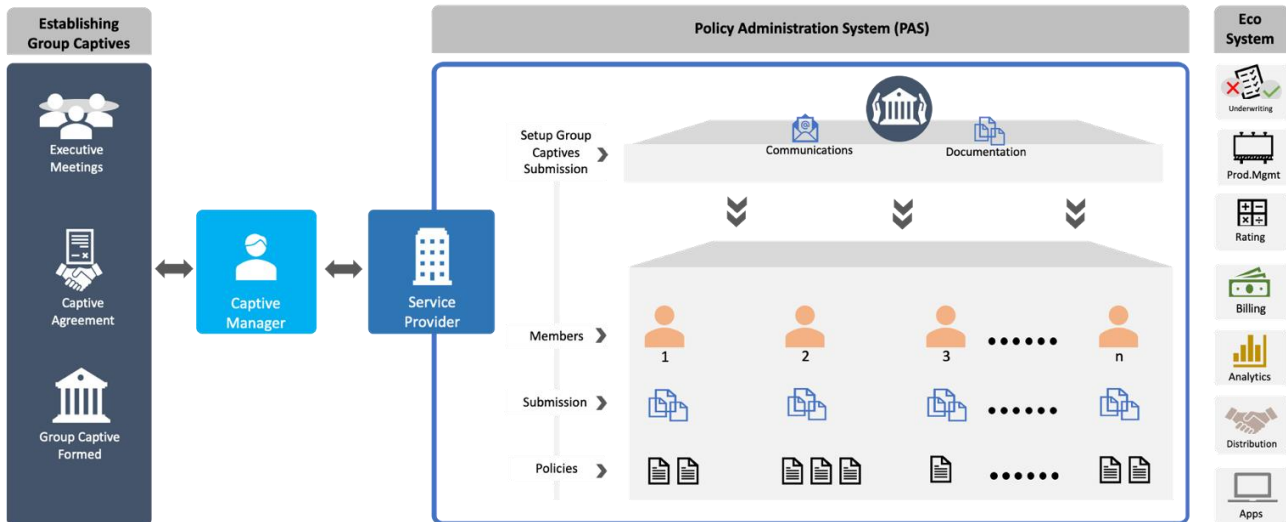 Establishing
Group Captives
Executive
Meetings
Captive
Agreement
Group Captive
Formed
Captive
Manager
Service
Provider
Policy Administration System (PAS)
Setup Group
Captives
Submission
Communications
Documentation
Members
1
2
3
n
Submission
Policies
Eco
System
Underwriting
Prod.Mgmt
Rating
Billing
Analytics
Distribution
Apps